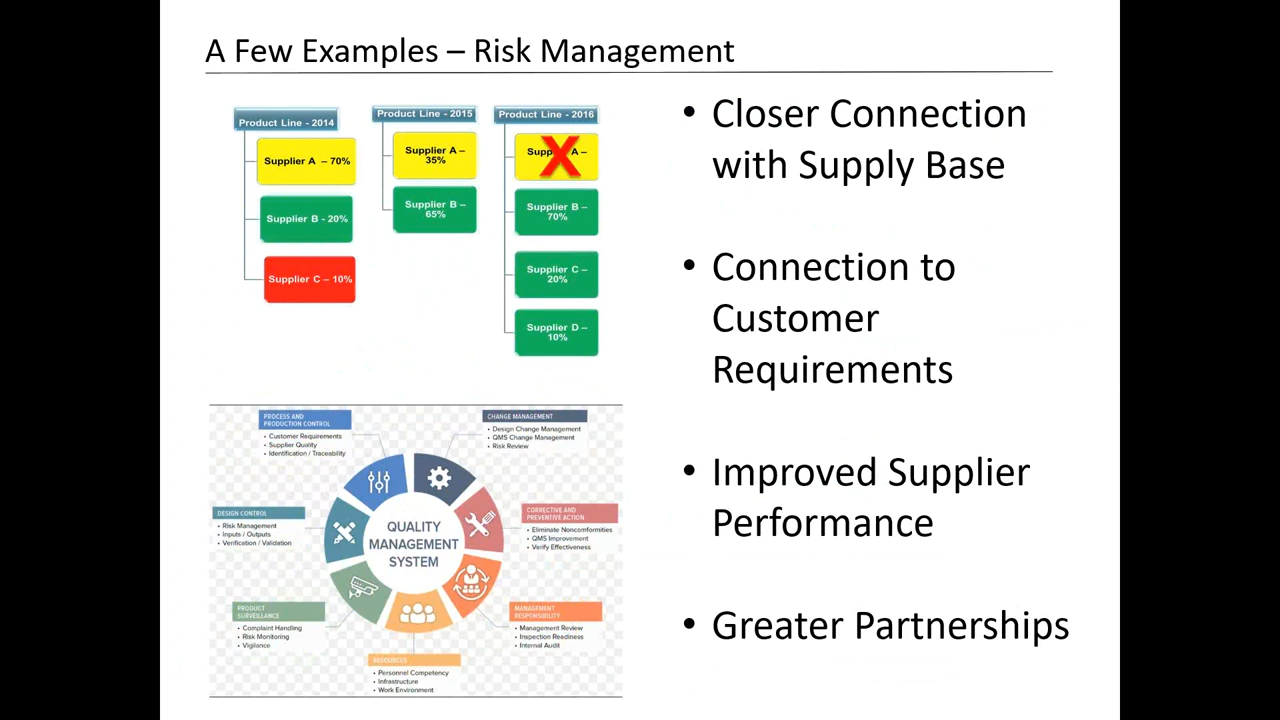 A Few Examples – Risk Management
Product Line - 2014
Supplier A – 70%
Supplier B - 20%
Supplier C – 10%
Product Line - 2015
Supplier A –
35%
Supplier B –
65%
Product Line - 2016
A –
X
Supplier B –
70%
Supplier C –
20%
Supplier D –
10%
• Closer Connection
with Supply Base
• Connection to
Customer
Requirements
• Improved Supplier
Performance
• Greater Partnerships
PROCESS AND
PRODUCTION CONTROL
• Customer Requirements
• Supplier Quality
• Identification / Traceability
CHANGE MANAGEMENT
• Design Change Management
• QMS Change Management
• Risk Review
DESIGN CONTROL
• Risk Management
• Inputs / Outputs
• Verification / Validation
CORRECTIVE AND
PREVENTIVE ACTION
• Eliminate Nonconformities
• QMS Improvement
• Verify Effectiveness
QUALITY
MANAGEMENT
SYSTEM
PRODUCT
SURVEILLANCE
• Complaint Handling
• Risk Monitoring
• Vigilance
MANAGEMENT
RESPONSIBILITY
• Management Review
• Inspection Readiness
• Internal Audit
RESOURCES
• Personnel Competency
• Infrastructure
• Work Environment